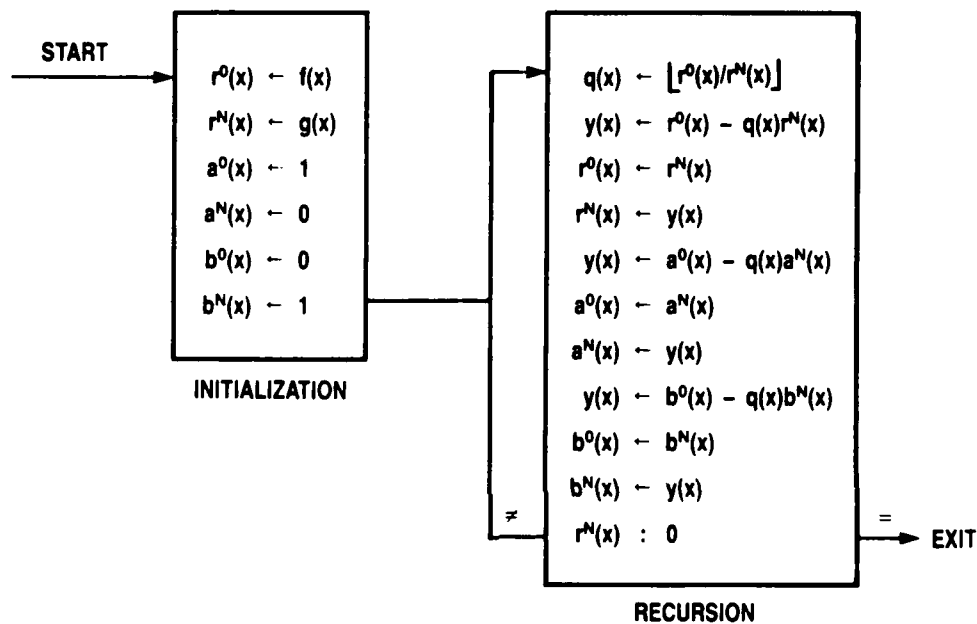 START
r⁰(x) ← f(x)
rᴺ(x) ← g(x)
a⁰(x) ← 1
aᴺ(x) ← 0
b⁰(x) ← 0
bᴺ(x) ← 1
INITIALIZATION
q(x) ← ⌊r⁰(x)/rᴺ(x)⌋
y(x) ← r⁰(x) − q(x)rᴺ(x)
r⁰(x) ← rᴺ(x)
rᴺ(x) ← y(x)
y(x) ← a⁰(x) − q(x)aᴺ(x)
a⁰(x) ← aᴺ(x)
aᴺ(x) ← y(x)
y(x) ← b⁰(x) − q(x)bᴺ(x)
b⁰(x) ← bᴺ(x)
bᴺ(x) ← y(x)
≠ rᴺ(x) : 0 = EXIT
RECURSION